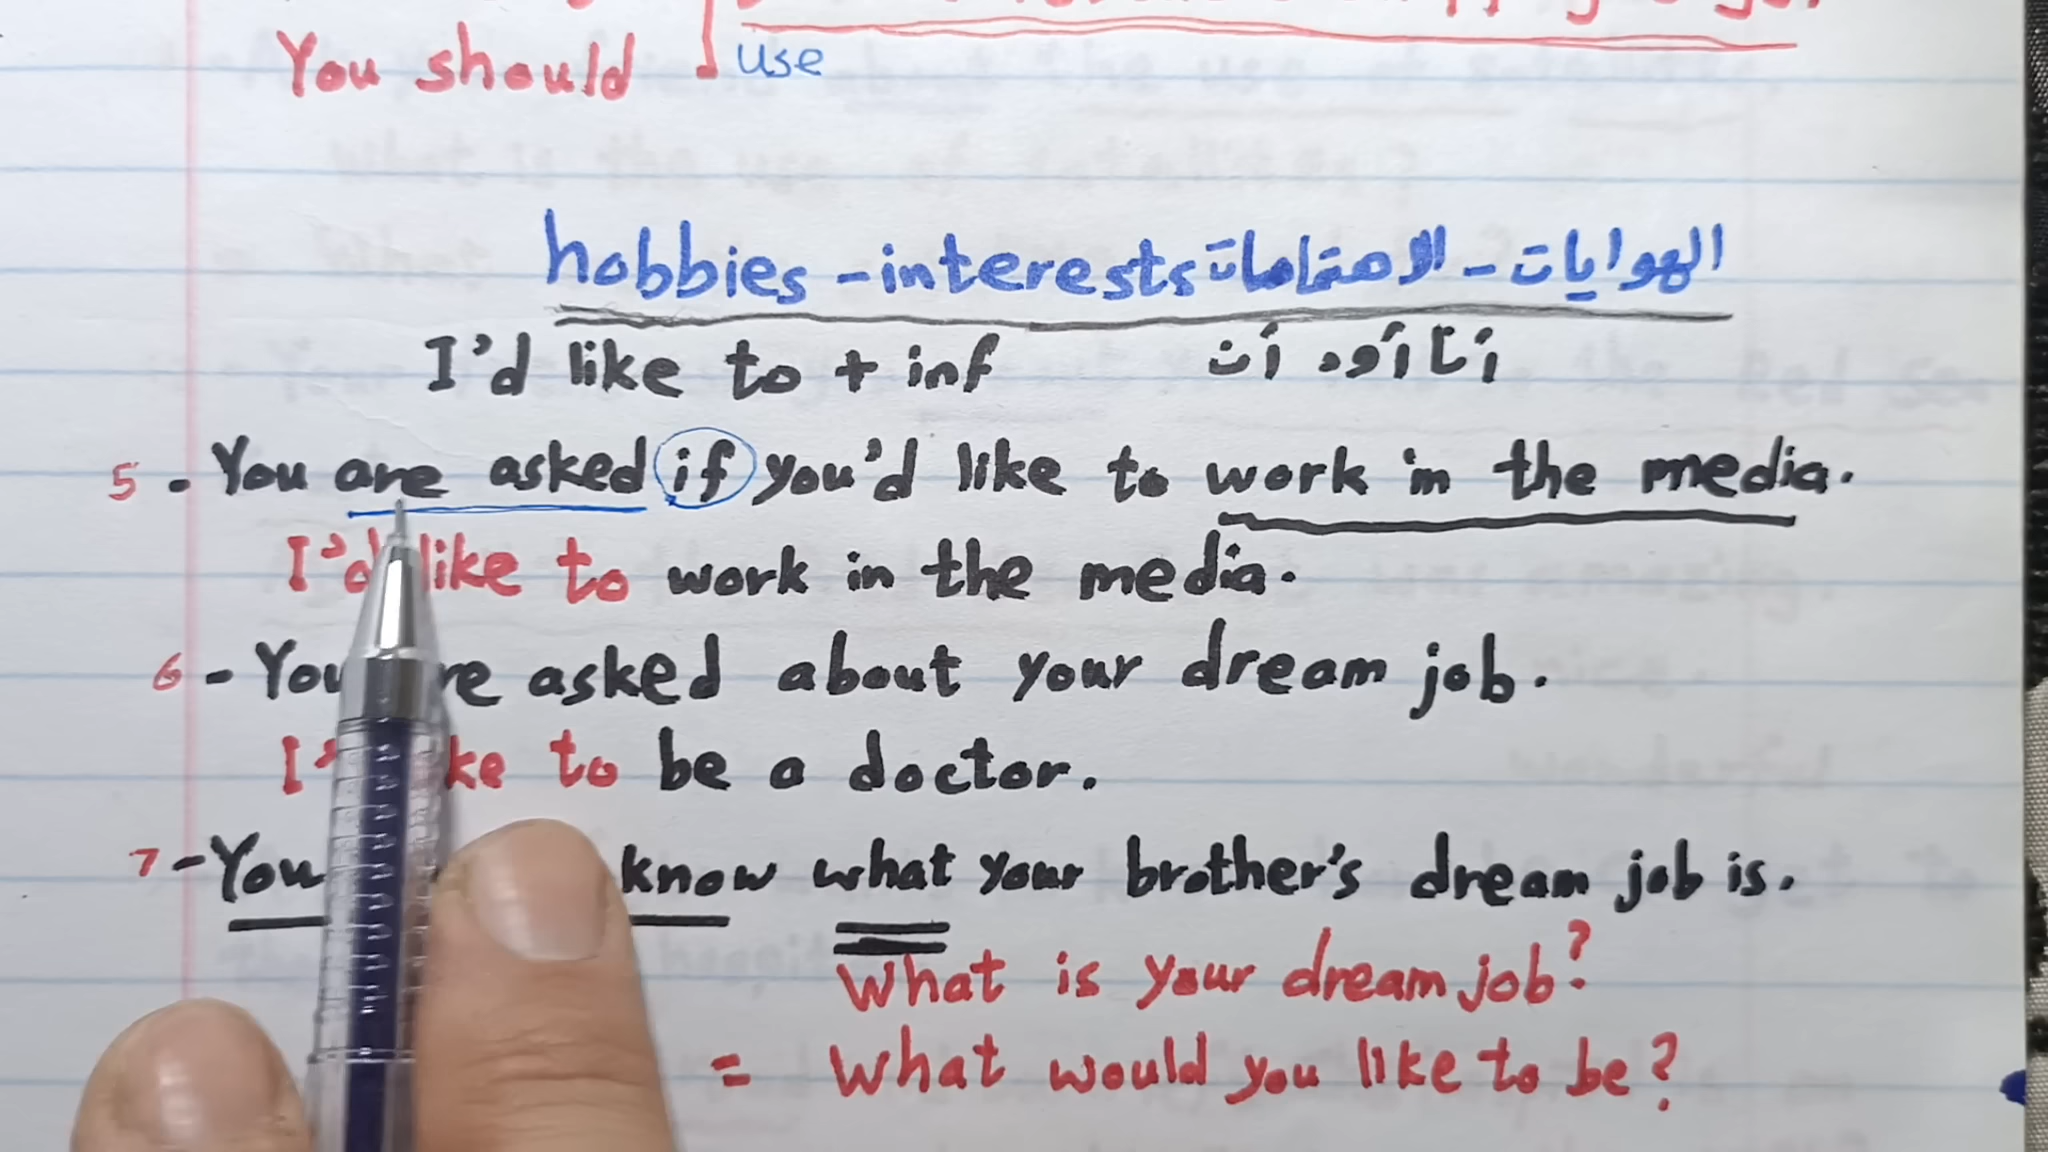 You should use
hobbies - interests الهوايات - الاهتمامات
I'd like to + inf أنا أود أن
5 - You are asked if you'd like to work in the media.
I'd like to work in the media.
6 - You are asked about your dream job.
I'd like to be a doctor.
7 - You know what your brother's dream job is.
What is your dream job?
= What would you like to be?